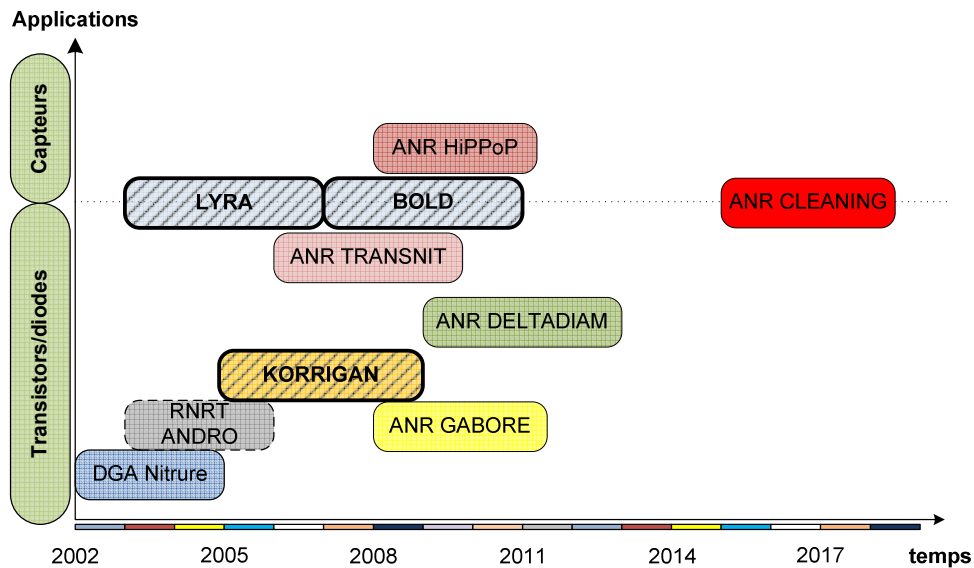 Applications
Capteurs
Transistors/diodes
ANR HiPPoP
LYRA
BOLD
ANR CLEANING
ANR TRANSNIT
ANR DELTADIAM
KORRIGAN
RNRT
ANDRO
ANR GABORE
DGA Nitrure
2002
2005
2008
2011
2014
2017
temps